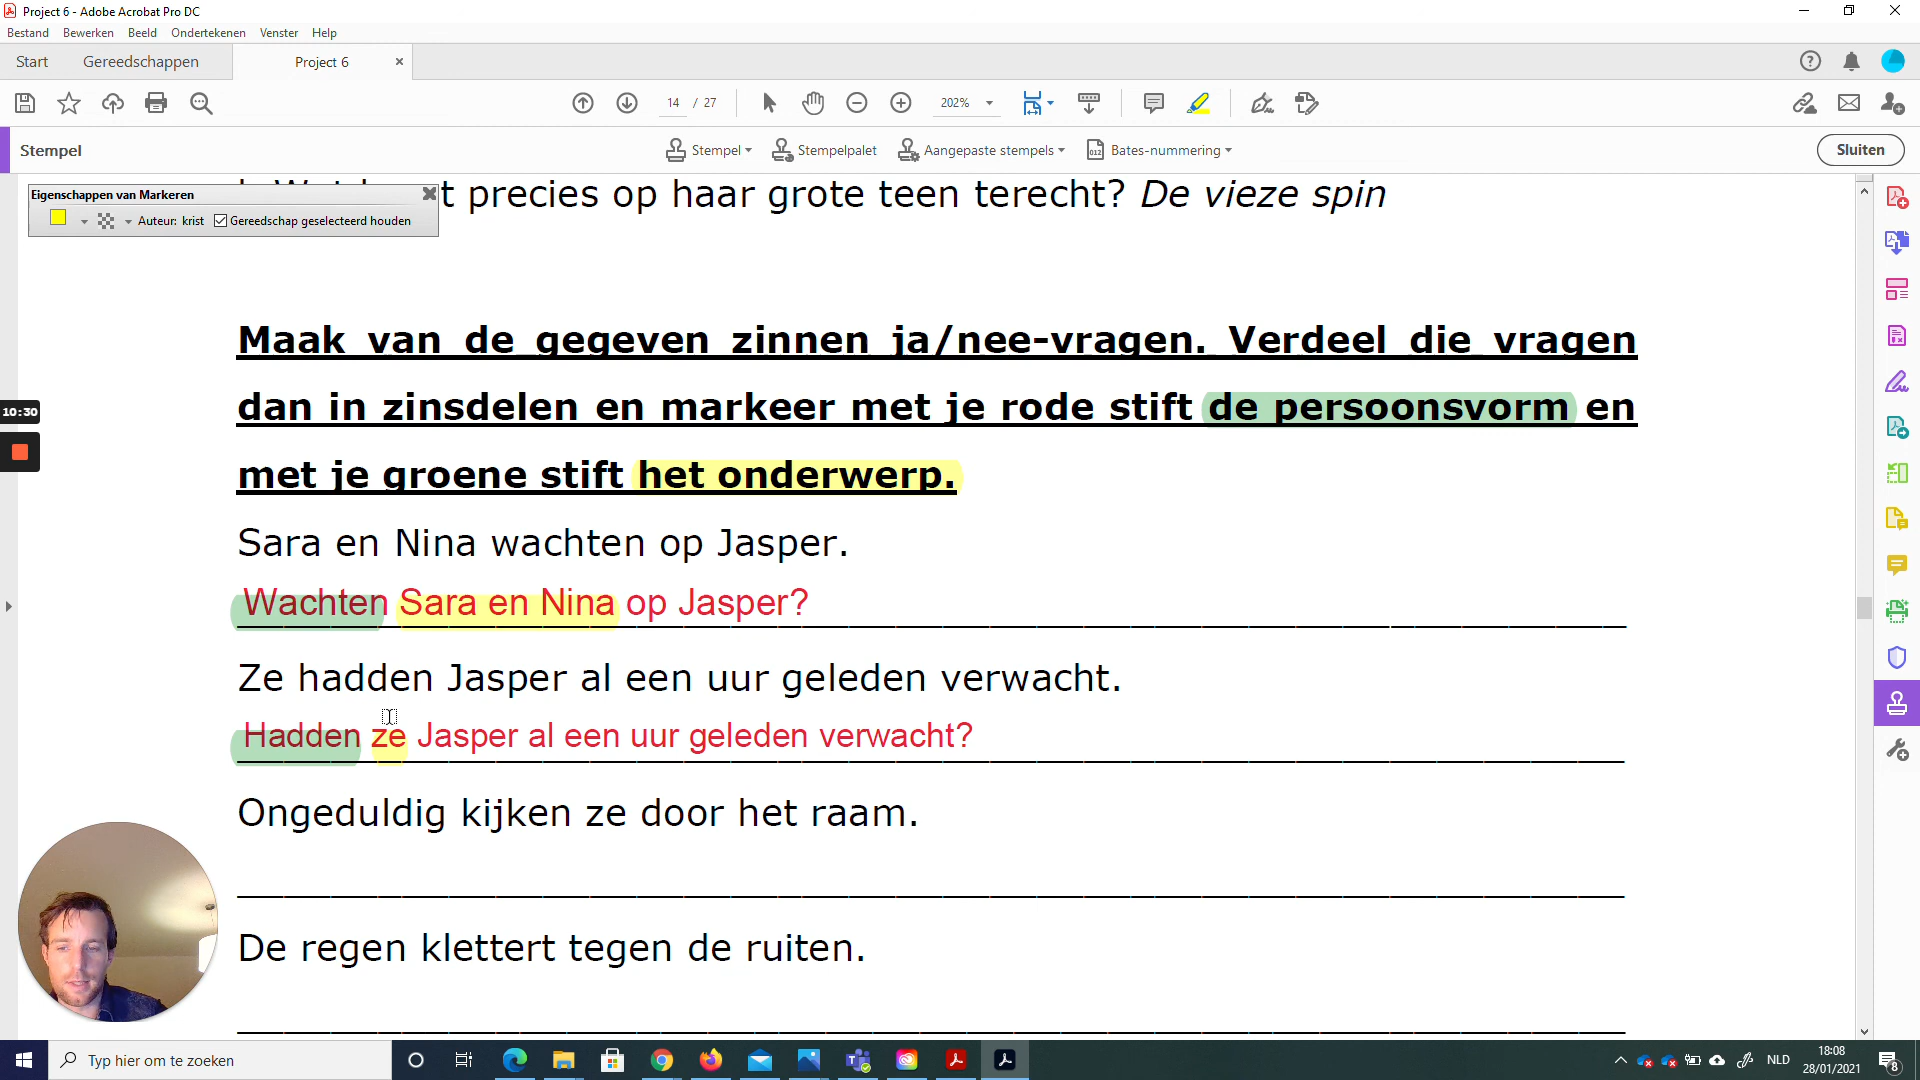 Project 6 - Adobe Acrobat Pro DC
Bestand Bewerken Beeld Ondertekenen Venster Help
Start Gereedschappen Project 6
14 / 27 202%
Stempel Stempel Stempelpalet Aangepaste stempels Bates-nummering Sluiten
t precies op haar grote teen terecht? De vieze spin
Eigenschappen van Markeren
Auteur: krist Gereedschap geselecteerd houden
Maak van de gegeven zinnen ja/nee-vragen. Verdeel die vragen
dan in zinsdelen en markeer met je rode stift de persoonsvorm en
10:30
met je groene stift het onderwerp.
Sara en Nina wachten op Jasper.
Wachten Sara en Nina op Jasper?
Ze hadden Jasper al een uur geleden verwacht.
Hadden ze Jasper al een uur geleden verwacht?
Ongeduldig kijken ze door het raam.
De regen klettert tegen de ruiten.
Typ hier om te zoeken
NLD
18:08
28/01/2021
8